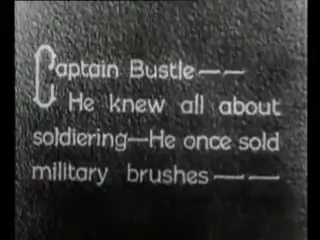 Captain Bustle — —
He knew all about
soldiering—He once sold
military brushes — —